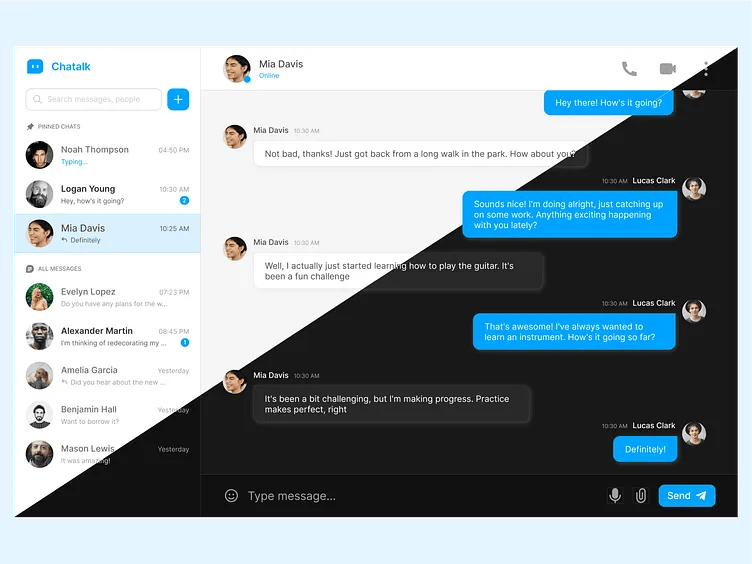 Chatalk
Search messages, people
PINNED CHATS
Noah Thompson
04:50 PM
Typing...
Logan Young
10:30 AM
Hey, how's it going?
2
Mia Davis
10:25 AM
Definitely
ALL MESSAGES
Evelyn Lopez
07:23 PM
Do you have any plans for the w...
Alexander Martin
08:45 PM
I'm thinking of redecorating my ...
1
Amelia Garcia
Yesterday
Did you hear about the new ...
Benjamin Hall
Yesterday
Want to borrow it?
Mason Lewis
Yesterday
It was amazing!
Mia Davis
Online
Hey there! How's it going?
Mia Davis 10:30 AM
Not bad, thanks! Just got back from a long walk in the park. How about you?
10:30 AM Lucas Clark
Sounds nice! I'm doing alright, just catching up
on some work. Anything exciting happening
with you lately?
Mia Davis 10:30 AM
Well, I actually just started learning how to play the guitar. It's
been a fun challenge
10:30 AM Lucas Clark
That's awesome! I've always wanted to
learn an instrument. How's it going so far?
Mia Davis 10:30 AM
It's been a bit challenging, but I'm making progress. Practice
makes perfect, right
10:30 AM Lucas Clark
Definitely!
Type message...
Send